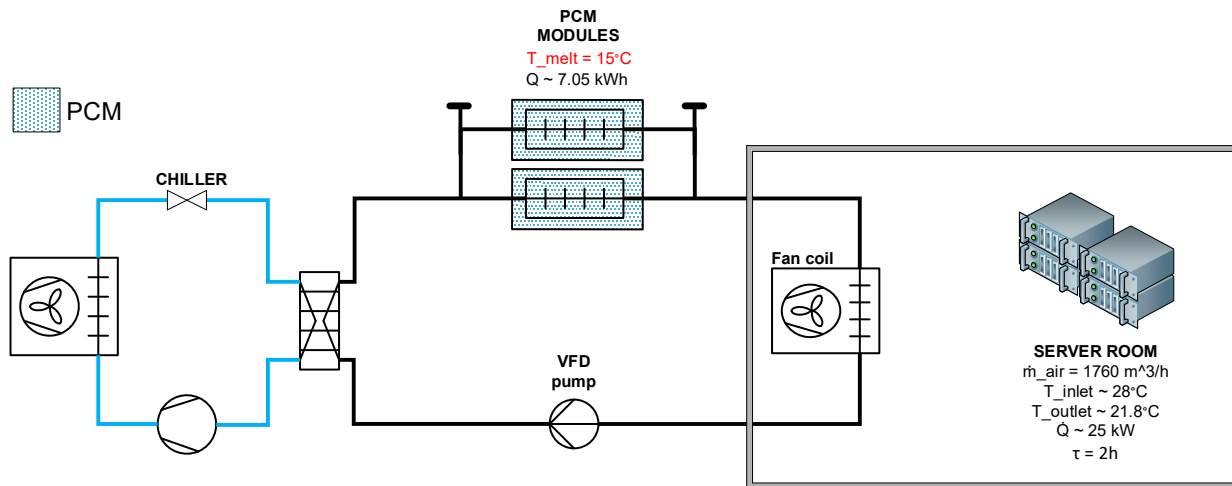 PCM
MODULES
T_melt = 15°C
Q ~ 7.05 kWh
PCM
CHILLER
Fan coil
VFD
pump
SERVER ROOM
ṁ_air = 1760 m^3/h
T_inlet ~ 28°C
T_outlet ~ 21.8°C
Q̇ ~ 25 kW
τ = 2h